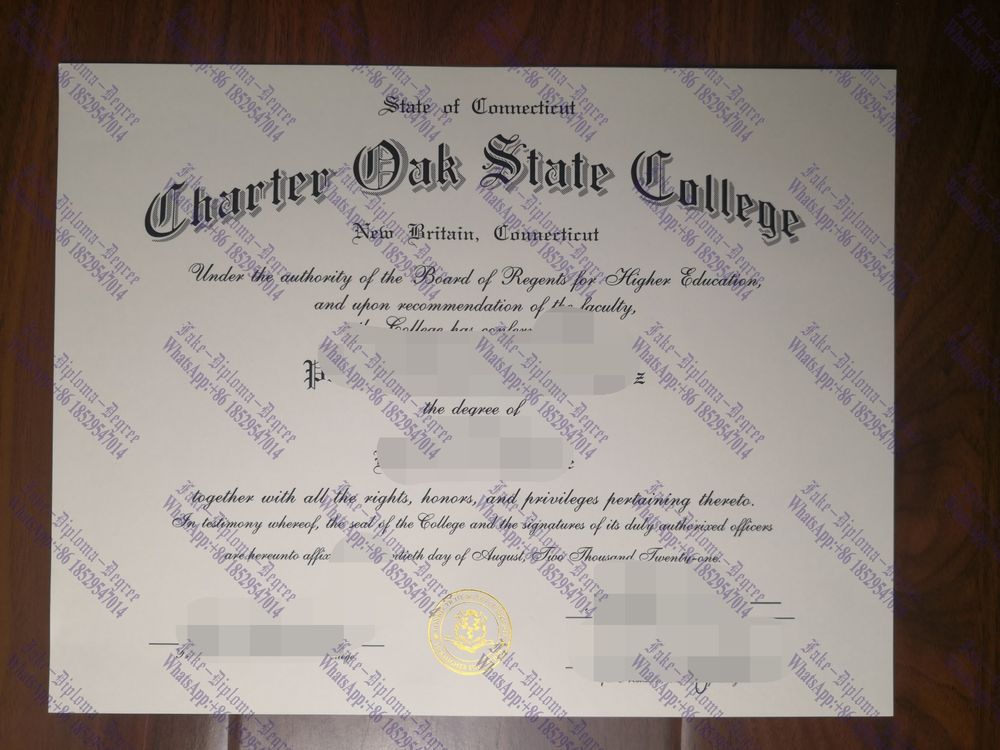 State of Connecticut
Charter Oak State College
New Britain, Connecticut
Under the authority of the Board of Regents for Higher Education,
and upon recommendation of the faculty,
College has
P.
z
the degree of
together with all the rights, honors, and privileges pertaining thereto.
In testimony whereof, the seal of the College and the signatures of its duly authorized officers
are hereunto day of August, Two Thousand Twenty-one.
Fake-Diploma-Degree
WhatsApp:+86 18529547014